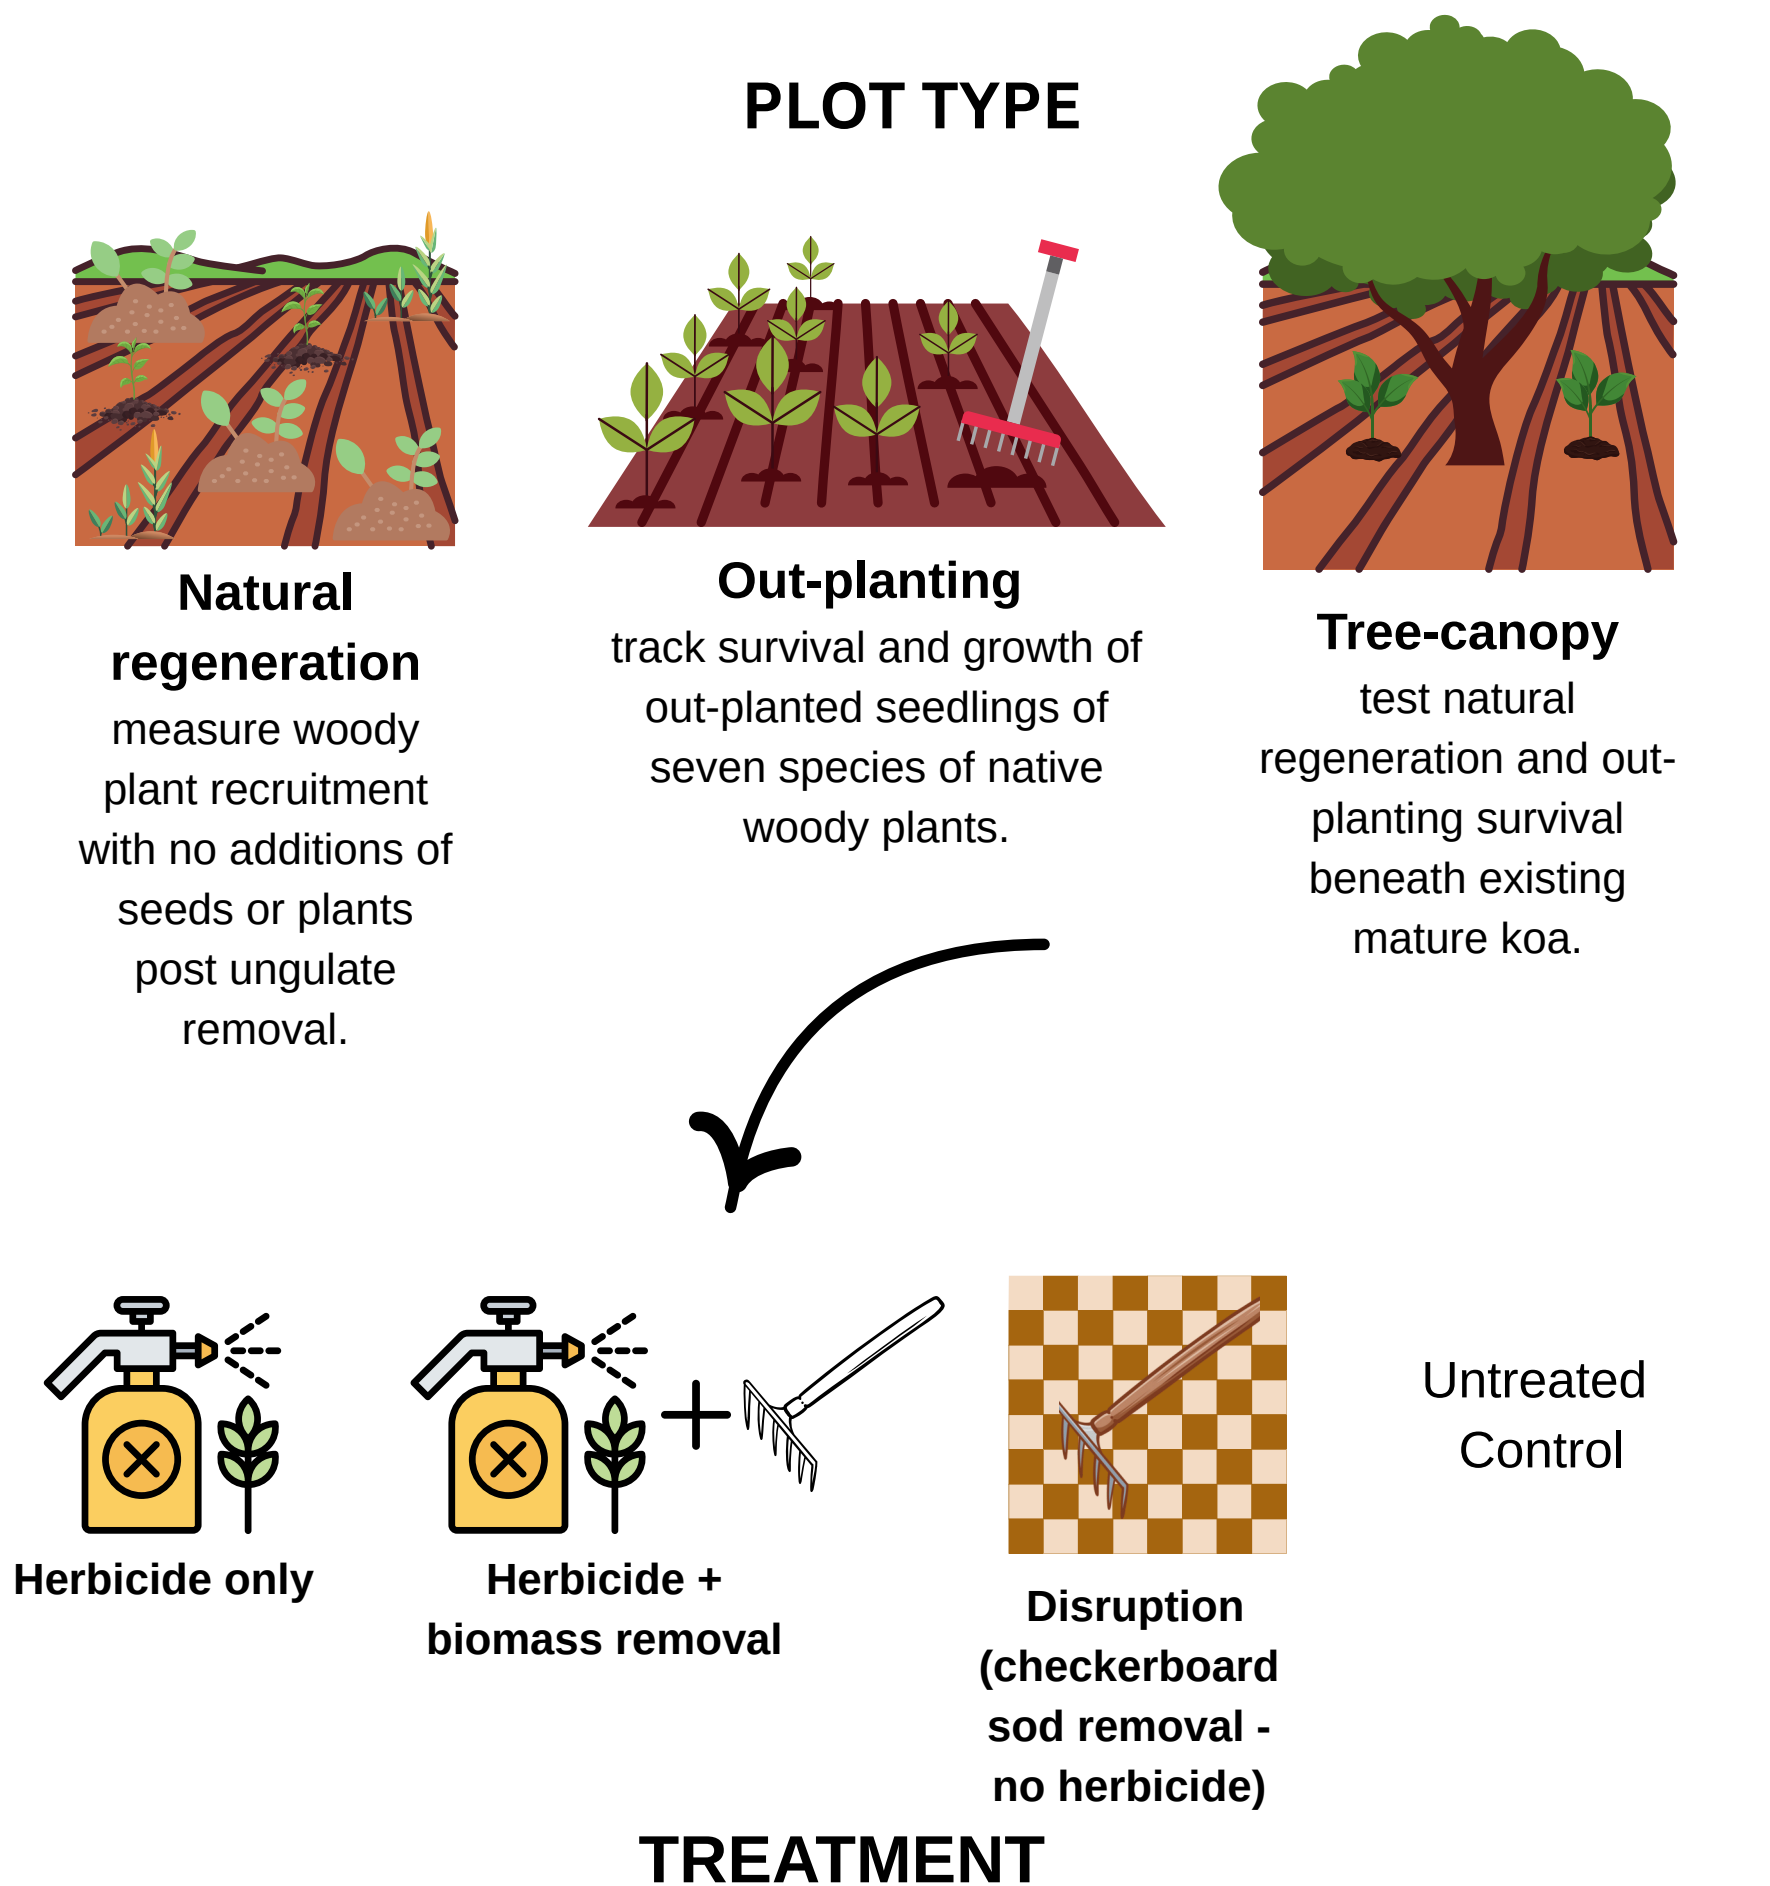 PLOT TYPE
Natural
regeneration
measure woody
plant recruitment
with no additions of
seeds or plants
post ungulate
removal.
Out-planting
track survival and growth of
out-planted seedlings of
seven species of native
woody plants.
Tree-canopy
test natural
regeneration and out-
planting survival
beneath existing
mature koa.
Herbicide only
Herbicide +
biomass removal
Disruption
(checkerboard
sod removal -
no herbicide)
Untreated
Control
TREATMENT